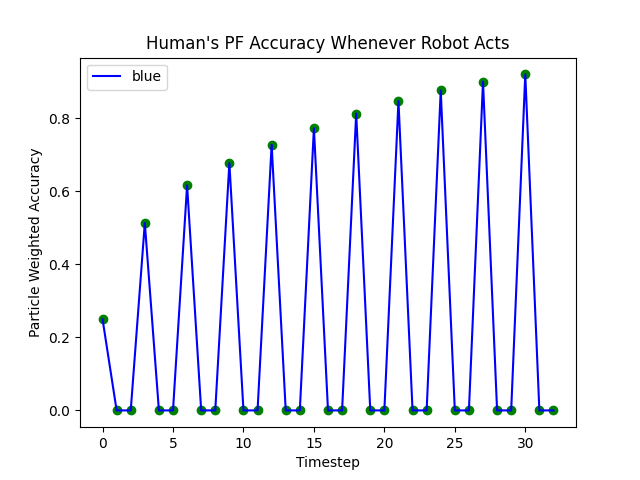 Human's PF Accuracy Whenever Robot Acts
blue
Particle Weighted Accuracy
0.8
0.6
0.4
0.2
0.0
0 5 10 15 20 25 30
Timestep